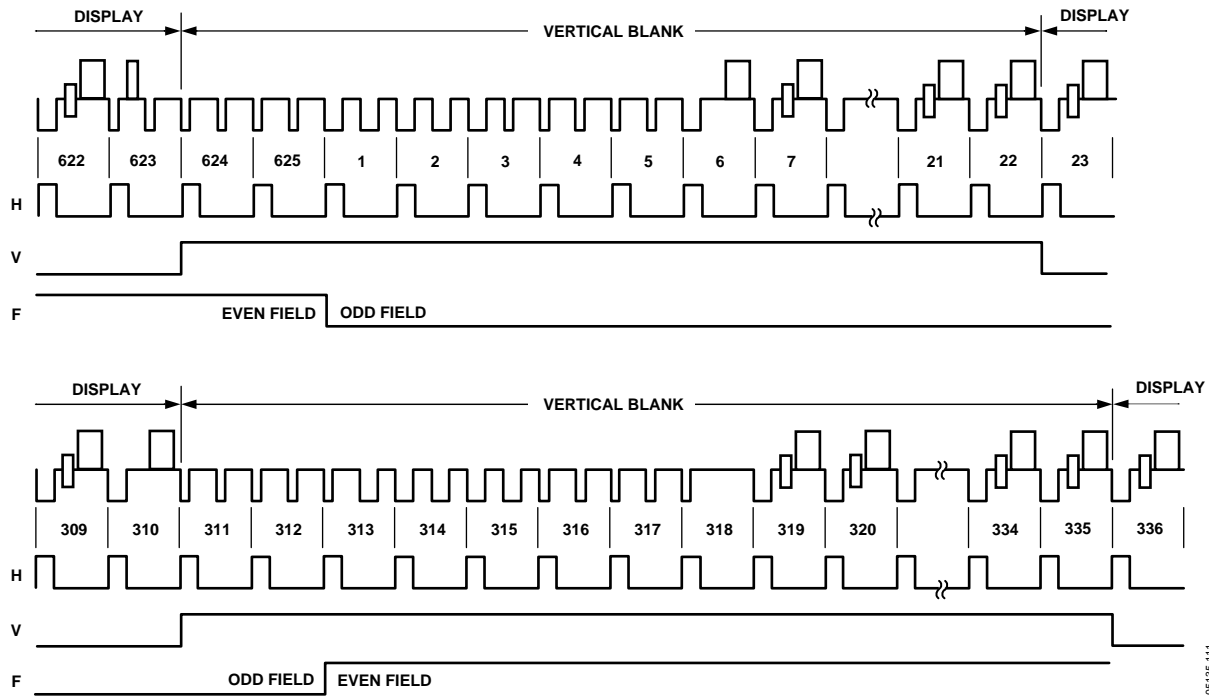 DISPLAY VERTICAL BLANK DISPLAY
622 623 624 625 1 2 3 4 5 6 7 21 22 23
H
V
F EVEN FIELD ODD FIELD
DISPLAY VERTICAL BLANK DISPLAY
309 310 311 312 313 314 315 316 317 318 319 320 334 335 336
H
V
F ODD FIELD EVEN FIELD